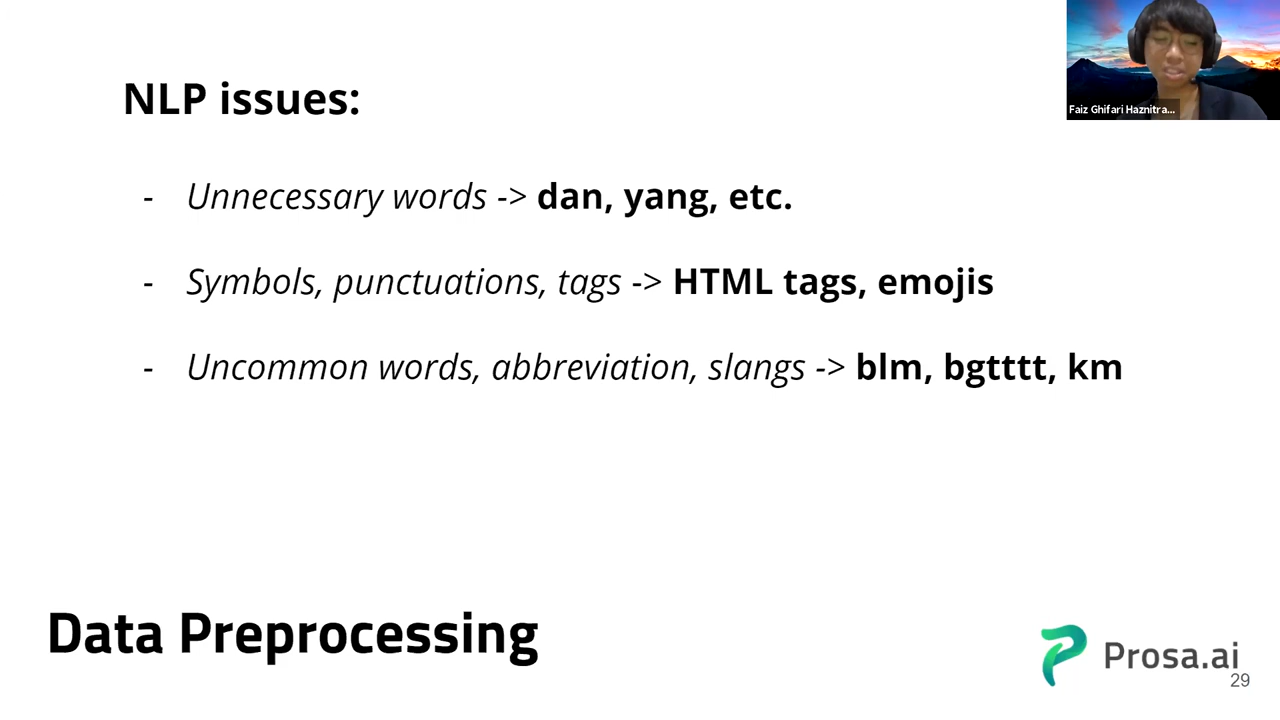 NLP issues:
- Unnecessary words -> dan, yang, etc.
- Symbols, punctuations, tags -> HTML tags, emojis
- Uncommon words, abbreviation, slangs -> blm, bgtttt, km
Data Preprocessing
Prosa.ai
29
Faiz Ghifari Haznitra...